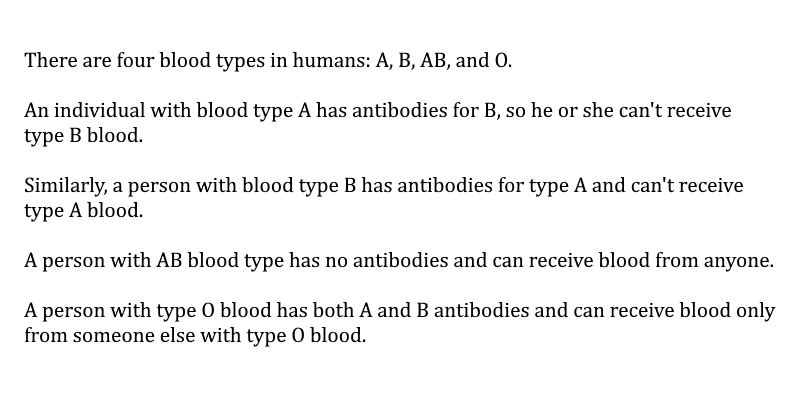 There are four blood types in humans: A, B, AB, and O.
An individual with blood type A has antibodies for B, so he or she can't receive
type B blood.
Similarly, a person with blood type B has antibodies for type A and can't receive
type A blood.
A person with AB blood type has no antibodies and can receive blood from anyone.
A person with type O blood has both A and B antibodies and can receive blood only
from someone else with type O blood.